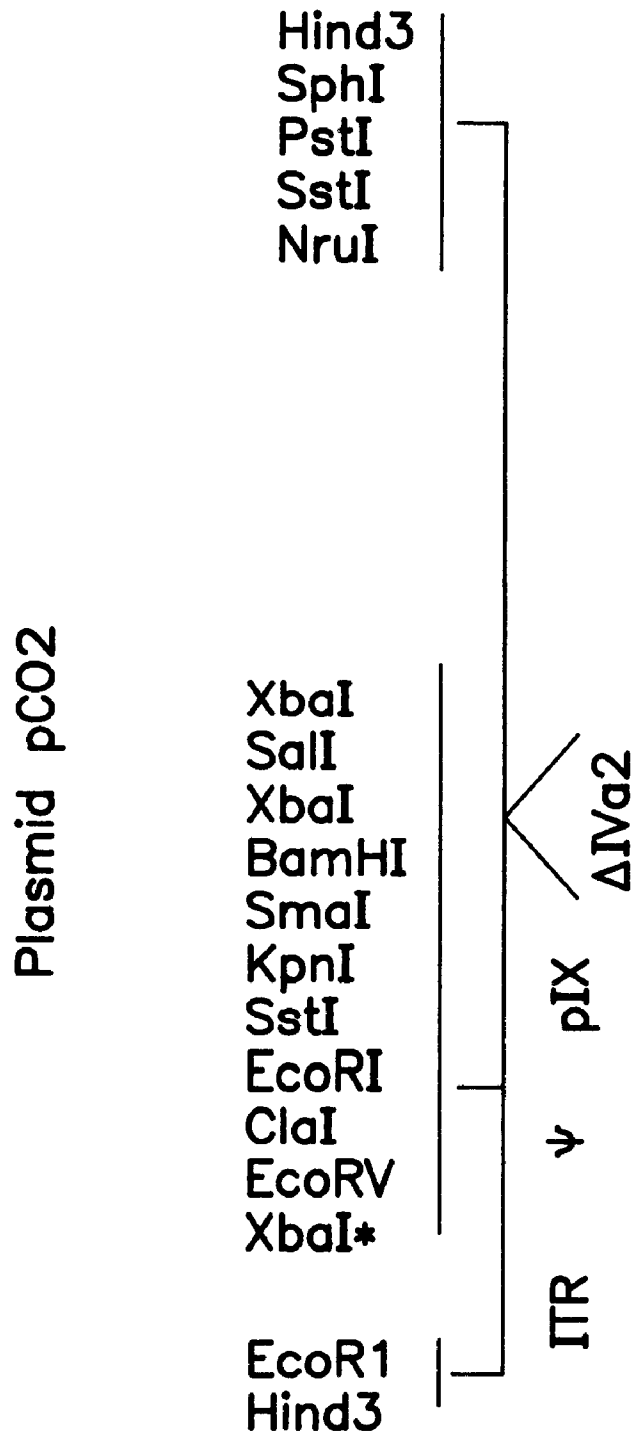 Plasmid pCO2
Hind3
SphI
PstI
SstI
NruI
XbaI
SalI
XbaI
BamHI
SmaI
KpnI
SstI
EcoRI
ClaI
EcoRV
XbaI*
EcoR1
Hind3
ΔIVa2
pIX
ψ
ITR